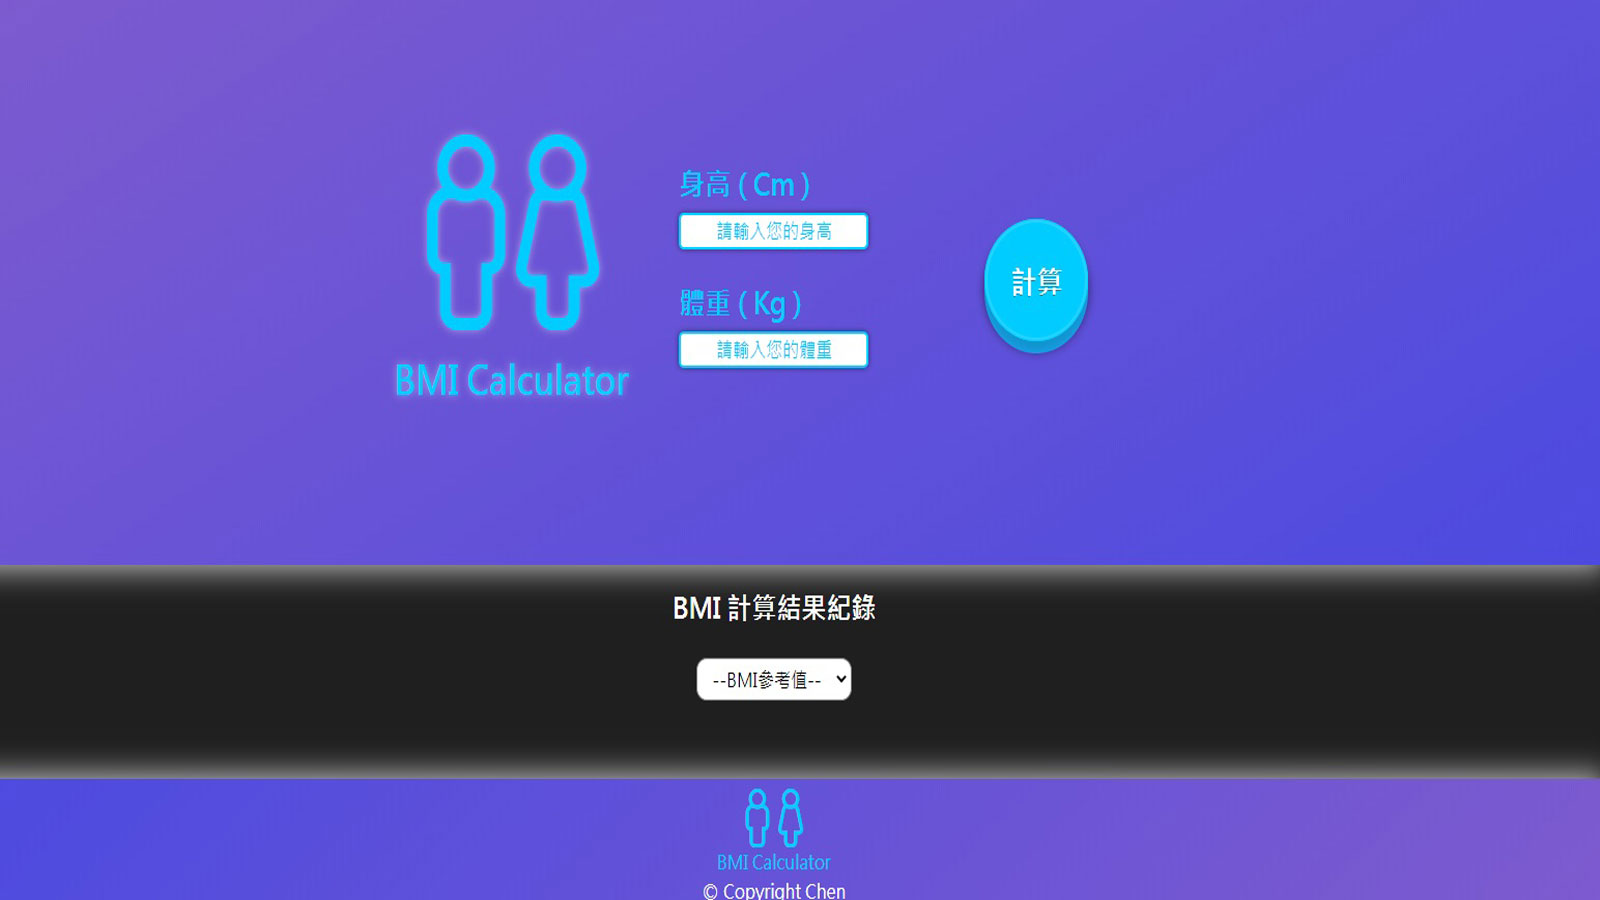 身高 ( Cm )
請輸入您的身高
體重 ( Kg )
請輸入您的體重
計算
BMI Calculator
BMI 計算結果紀錄
--BMI參考值--
BMI Calculator
© Copyright Chen